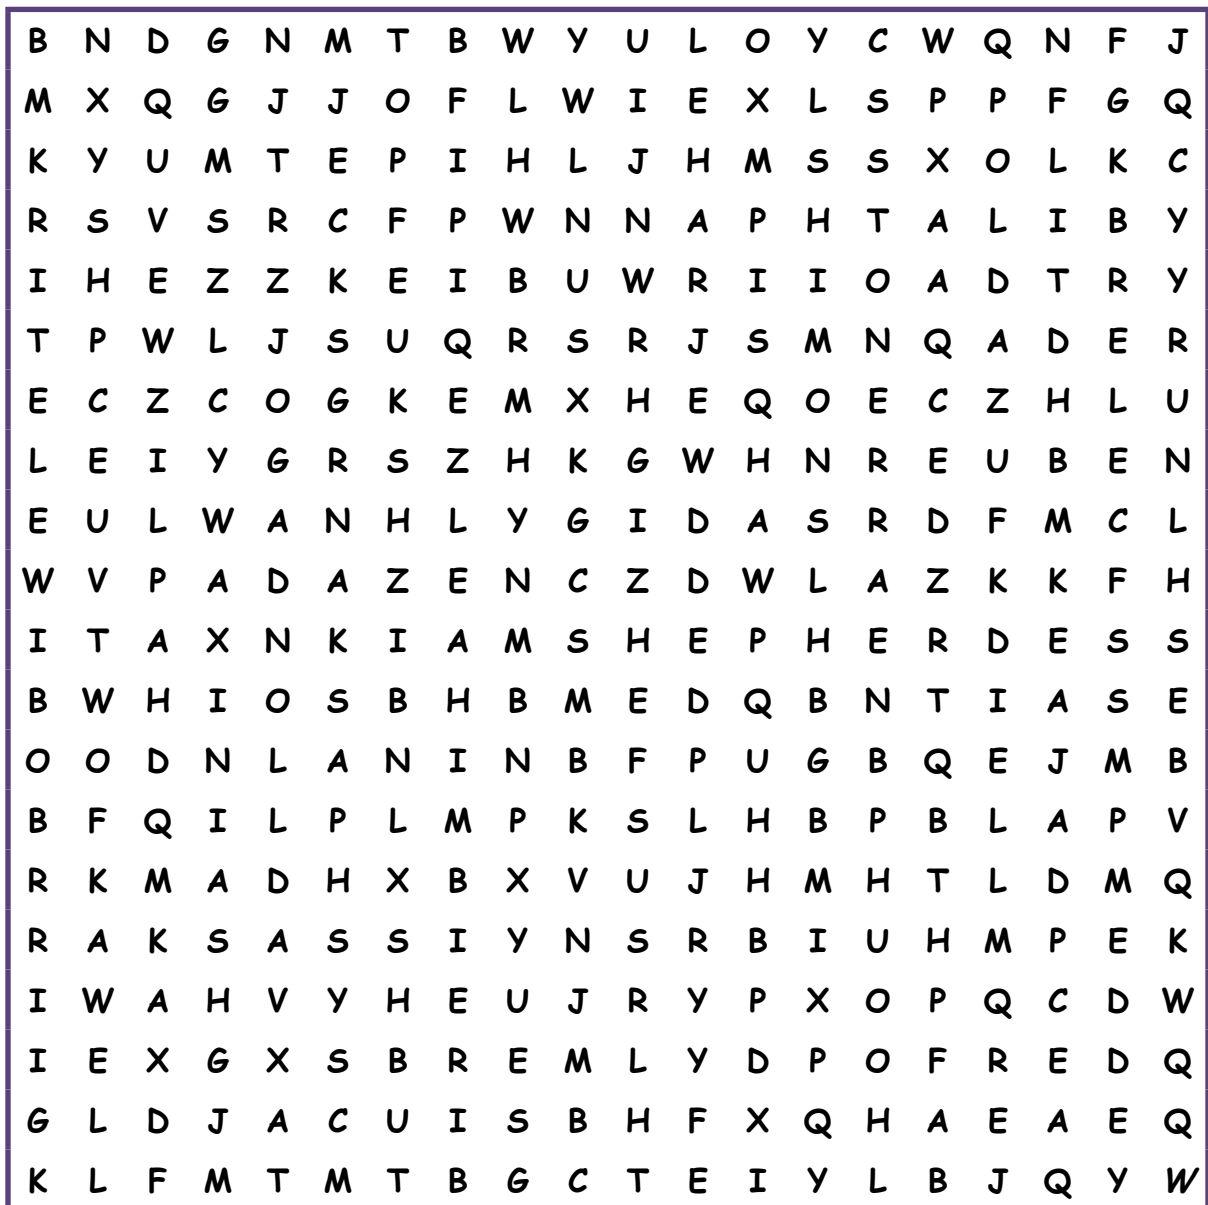 B N D G N M T B W Y U L O Y C W Q N F J
M X Q G J J O F L W I E X L S P P F G Q
K Y U M T E P I H L J H M S S X O L K C
R S V S R C F P W N N A P H T A L I B Y
I H E Z Z K E I B U W R I I O A D T R Y
T P W L J S U Q R S R J S M N Q A D E R
E C Z C O G K E M X H E Q O E C Z H L U
L E I Y G R S Z H K G W H N R E U B E N
E U L W A N H L Y G I D A S R D F M C L
W V P A D A Z E N C Z D W L A Z K K F H
I T A X N K I A M S H E P H E R D E S S
B W H I O S B H B M E D Q B N T I A S E
O O D N L A N I N B F P U G B Q E J M B
B F Q I L P L M P K S L H B P B L A P V
R K M A D H X B X V U J H M H T L D M Q
R A K S A S S I Y N S R B I U H M P E K
I W A H V Y H E U J R Y P X O P Q C D W
I E X G X S B R E M L Y D P O F R E D Q
G L D J A C U I S B H F X Q H A E A E Q
K L F M T M T B G C T E I Y L B J Q Y W